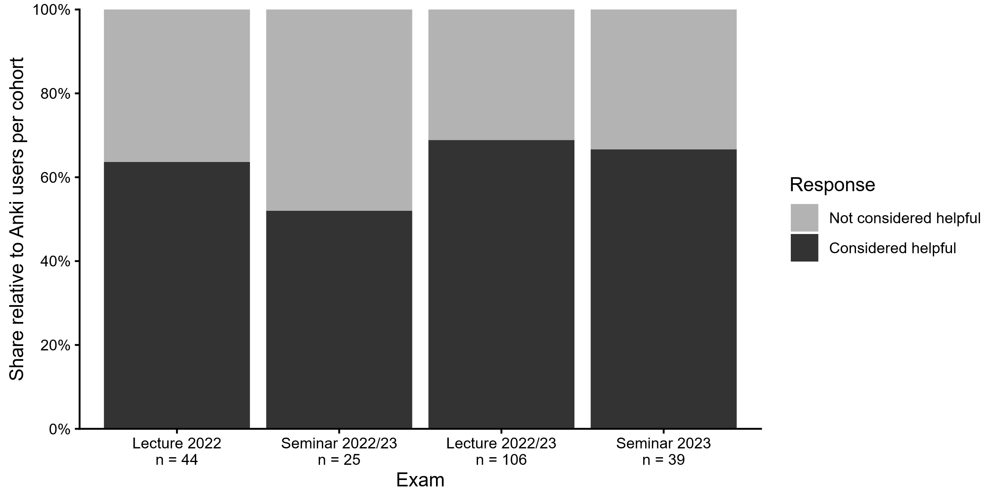 Share relative to Anki users per cohort
100%
80%
60%
40%
20%
0%
Lecture 2022
n = 44
Seminar 2022/23
n = 25
Lecture 2022/23
n = 106
Seminar 2023
n = 39
Exam
Response
Not considered helpful
Considered helpful